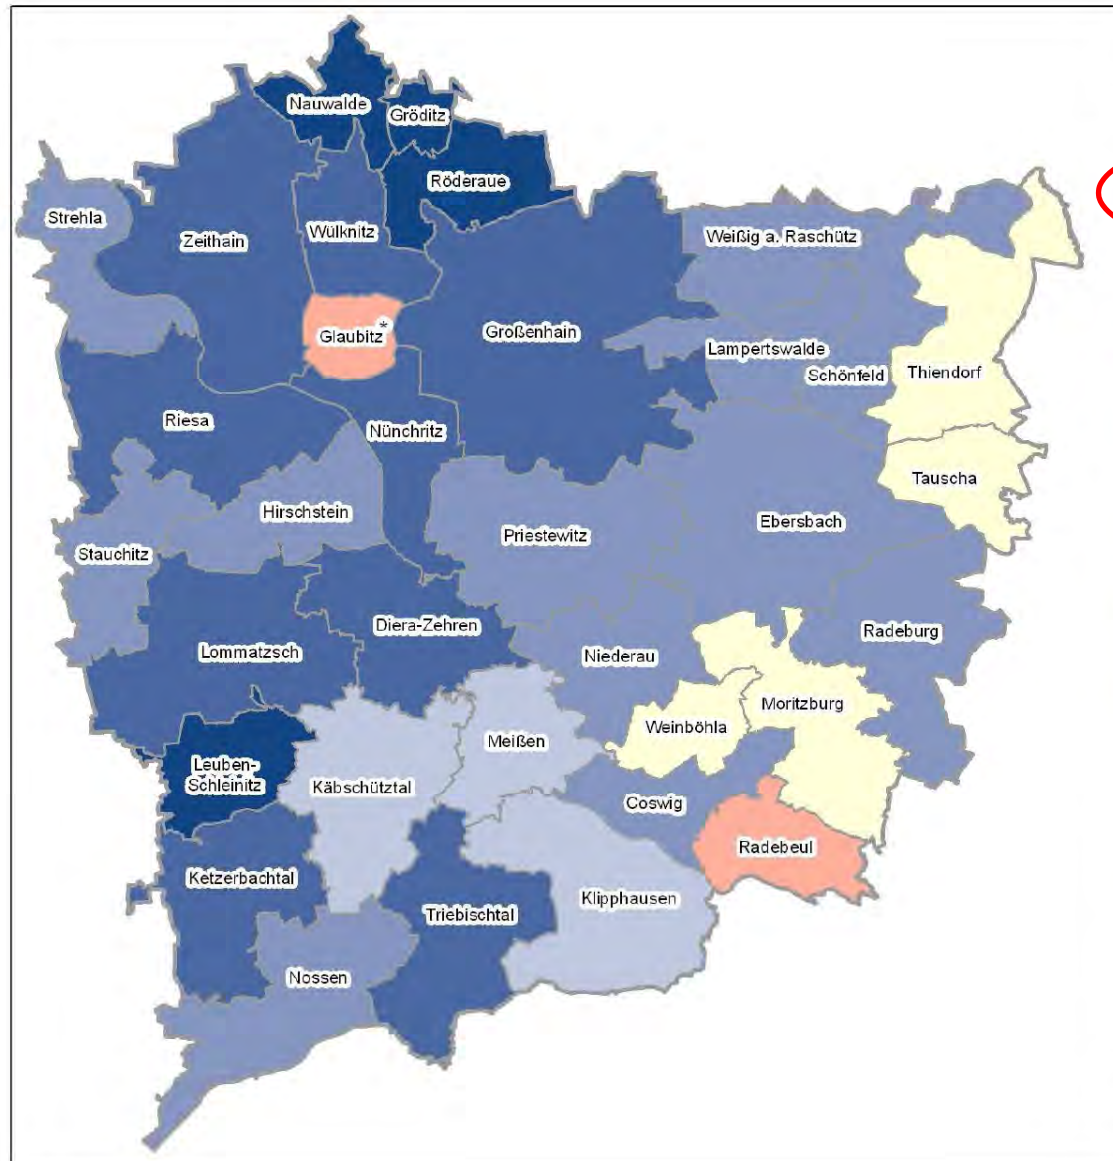 Nauwalde
Gröditz
Röderaue
Strehla
Zeithain
Wülknitz
Weißig a. Raschütz
Glaubitz*
Großenhain
Lampertswalde
Schönfeld
Thiendorf
Riesa
Nünchritz
Tauscha
Hirschstein
Ebersbach
Priestewitz
Stauchitz
Diera-Zehren
Radeburg
Lommatzsch
Niederau
Moritzburg
Weinböhla
Meißen
Leuben-
Schleinitz
Käbschütztal
Coswig
Radebeul
Ketzerbachtal
Klipphausen
Triebischtal
Nossen